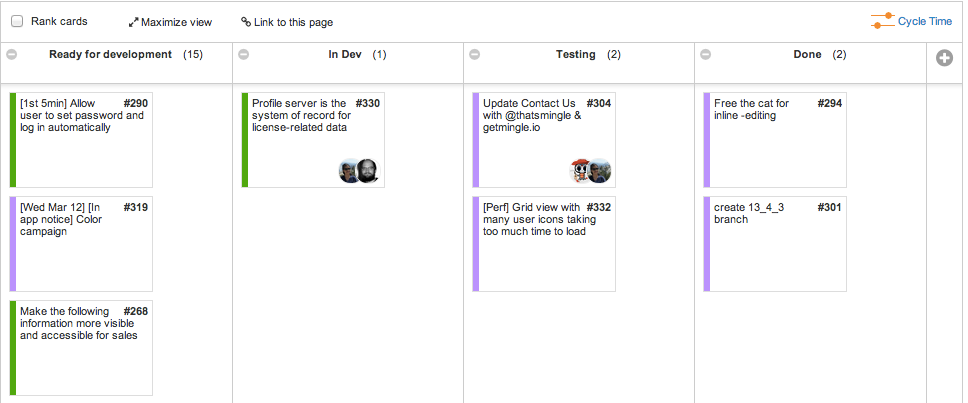 Rank cards
Maximize view
Link to this page
Cycle Time
Ready for development (15)
In Dev (1)
Testing (2)
Done (2)
[1st 5min] Allow #290
user to set password and
log in automatically
[Wed Mar 12] [In #319
app notice] Color
campaign
Make the following #268
information more visible
and accessible for sales
Profile server is the #330
system of record for
license-related data
Update Contact Us #304
with @thatsmingle &
getmingle.io
[Perf] Grid view with #332
many user icons taking
too much time to load
Free the cat for #294
inline -editing
create 13_4_3 #301
branch